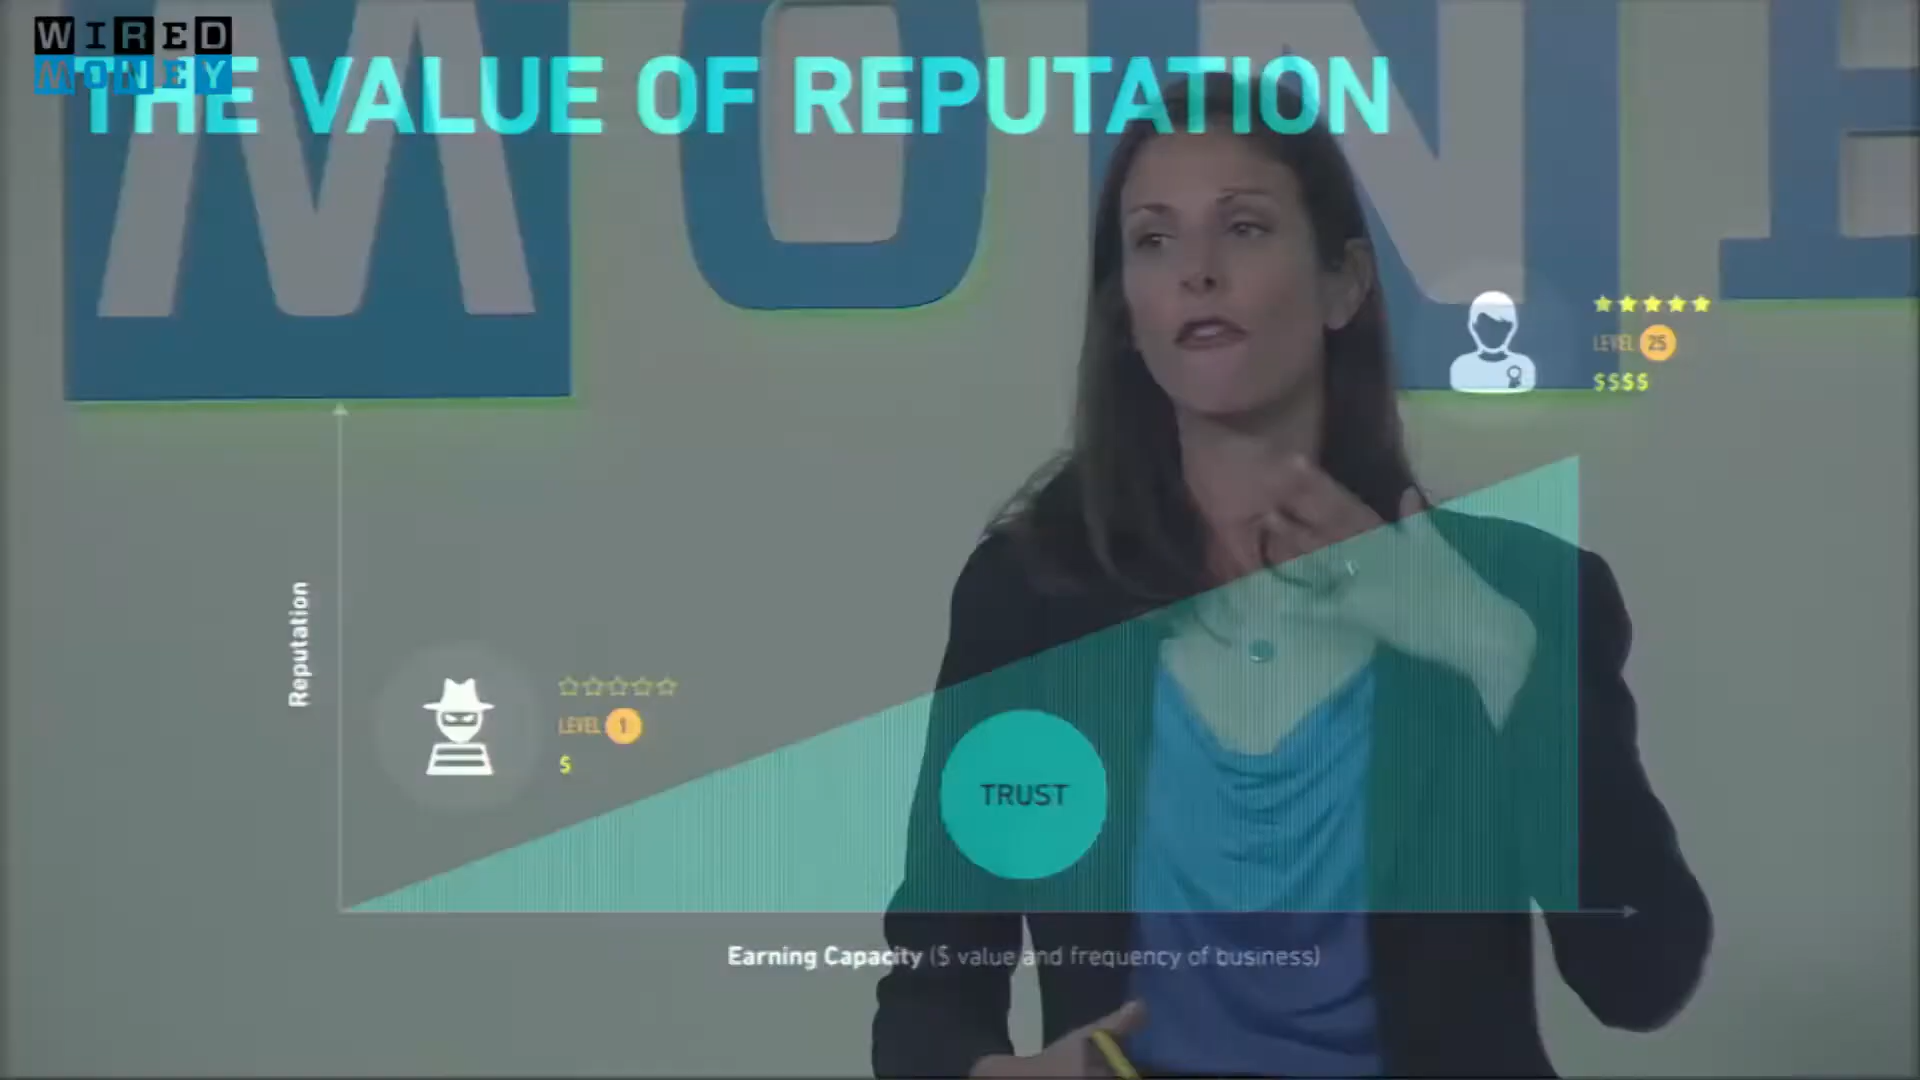 WIRED
MONEY
THE VALUE OF REPUTATION
MONE
LEVEL 25
$$$$
Reputation
LEVEL 1
$
TRUST
Earning Capacity ($ value and frequency of business)